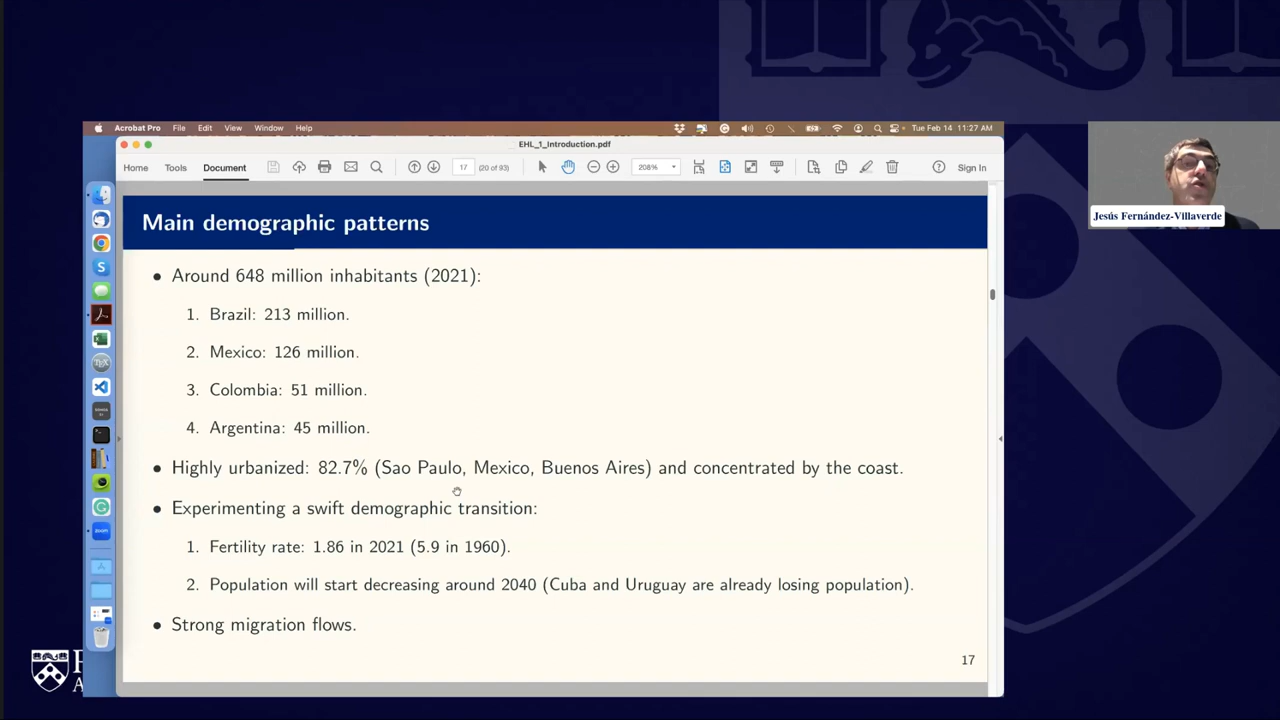 Acrobat Pro File Edit View Window Help Tue Feb 14 11:27 AM
EHL_1_Introduction.pdf
Home Tools Document 17 (20 of 93) 208% Sign In
Main demographic patterns
• Around 648 million inhabitants (2021):
1. Brazil: 213 million.
2. Mexico: 126 million.
3. Colombia: 51 million.
4. Argentina: 45 million.
• Highly urbanized: 82.7% (Sao Paulo, Mexico, Buenos Aires) and concentrated by the coast.
• Experimenting a swift demographic transition:
1. Fertility rate: 1.86 in 2021 (5.9 in 1960).
2. Population will start decreasing around 2040 (Cuba and Uruguay are already losing population).
• Strong migration flows.
17
Jesús Fernández-Villaverde